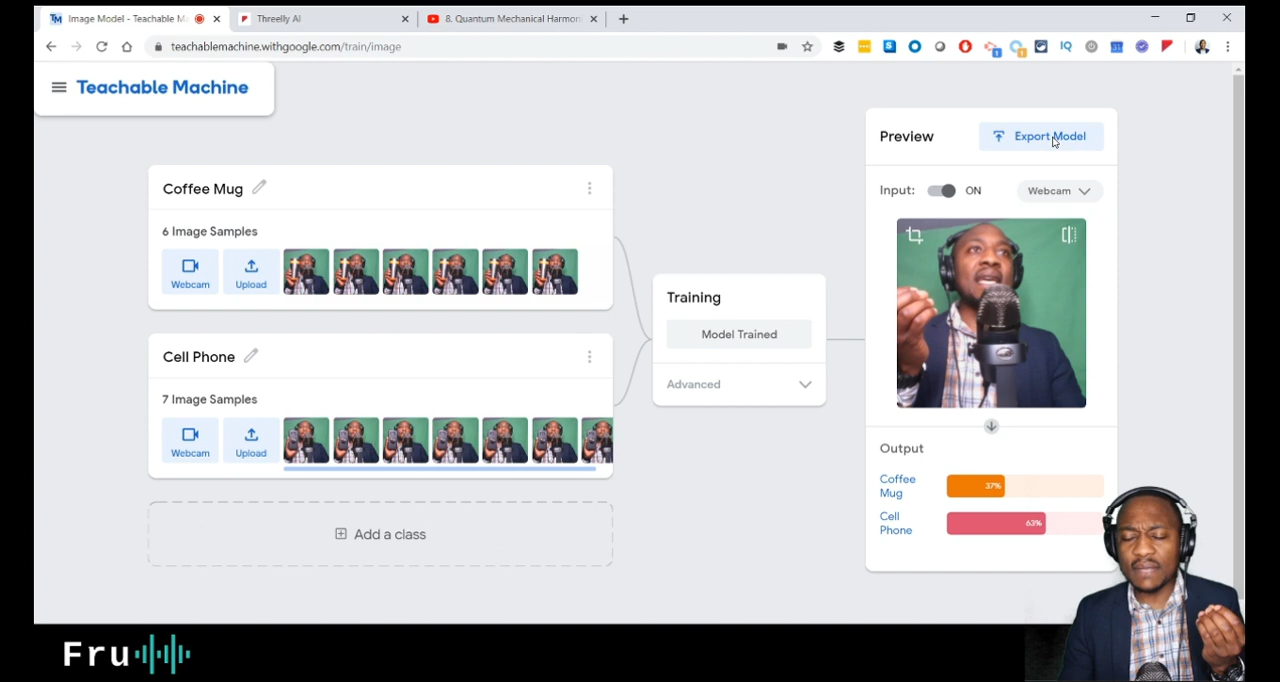 Image Model - Teachable M
Threelly AI
8. Quantum Mechanical Harmon
teachablemachine.withgoogle.com/train/image
IQ
Teachable Machine
Coffee Mug
6 Image Samples
Webcam
Upload
Cell Phone
7 Image Samples
Webcam
Upload
Add a class
Training
Model Trained
Advanced
Preview
Export Model
Input:
ON
Webcam
Output
Coffee
Mug
37%
Cell
Phone
63%
Fru